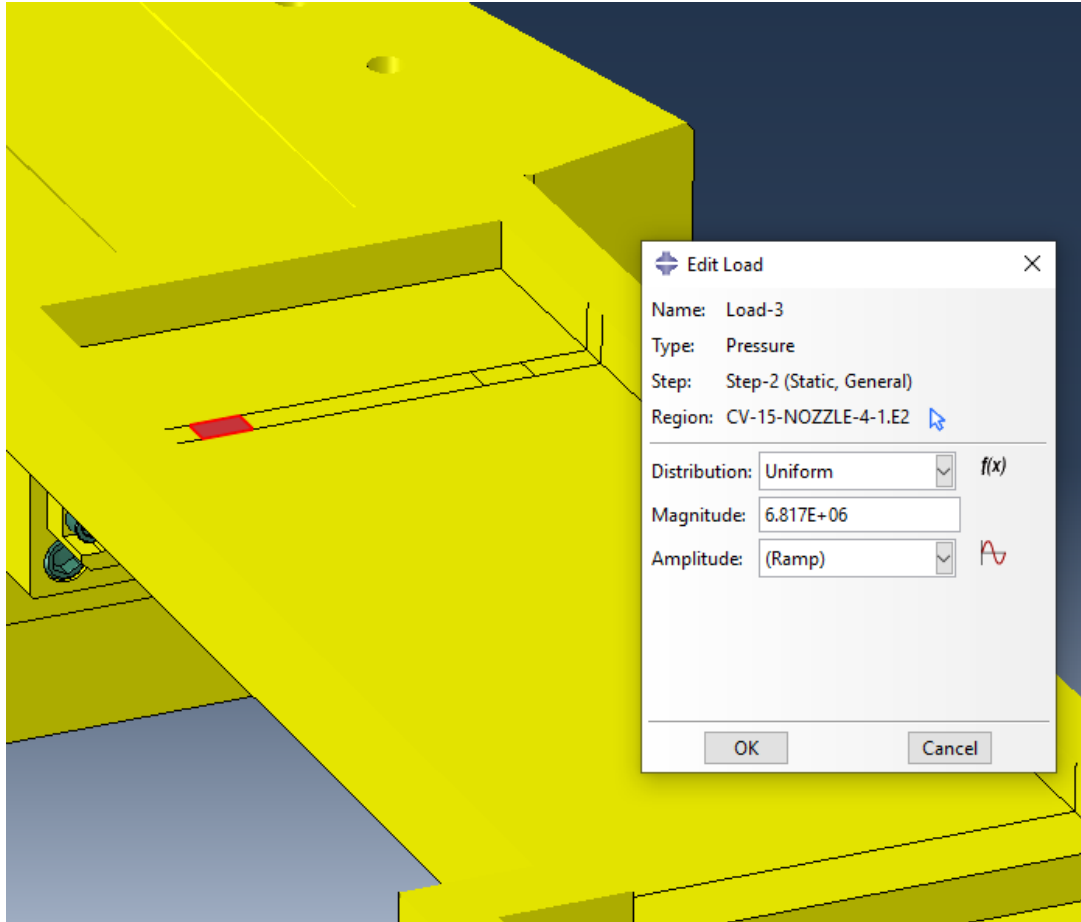 Edit Load
Name: Load-3
Type: Pressure
Step: Step-2 (Static, General)
Region: CV-15-NOZZLE-4-1.E2
Distribution: Uniform f(x)
Magnitude: 6.817E+06
Amplitude: (Ramp)
OK Cancel